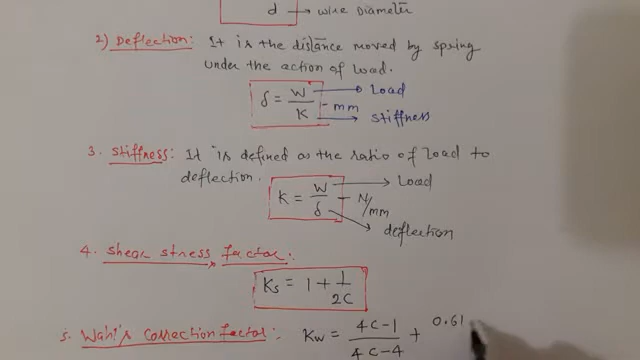 d → wire Diameter
2) Deflection: It is the distance moved by spring
under the action of load.
δ = W/K - mm
Load
stiffness
3. stiffness: It is defined as the ratio of load to
deflection.
K = W/δ - N/mm
Load
deflection
4. shear stress factor:
Ks = 1 + 1/2C
5. Wahl's correction factor: Kw = 4C-1/4C-4 + 0.61